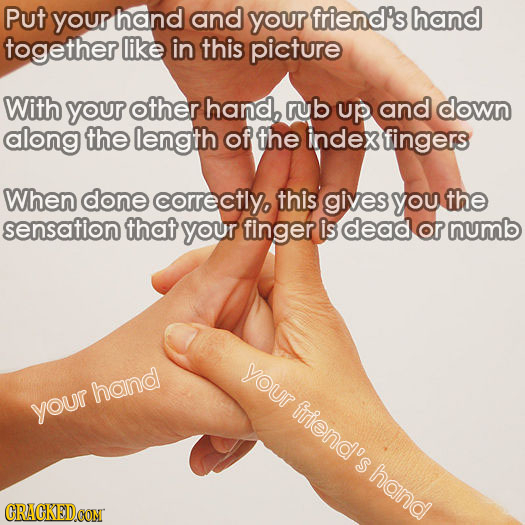 Put your hand and your friend's hand
together like in this picture
With your other hand, rub up and down
along the length of the index fingers
When done correctly, this gives you the
sensation that your finger is dead or numb
your hand
your friend's hand
CRACKED.COM